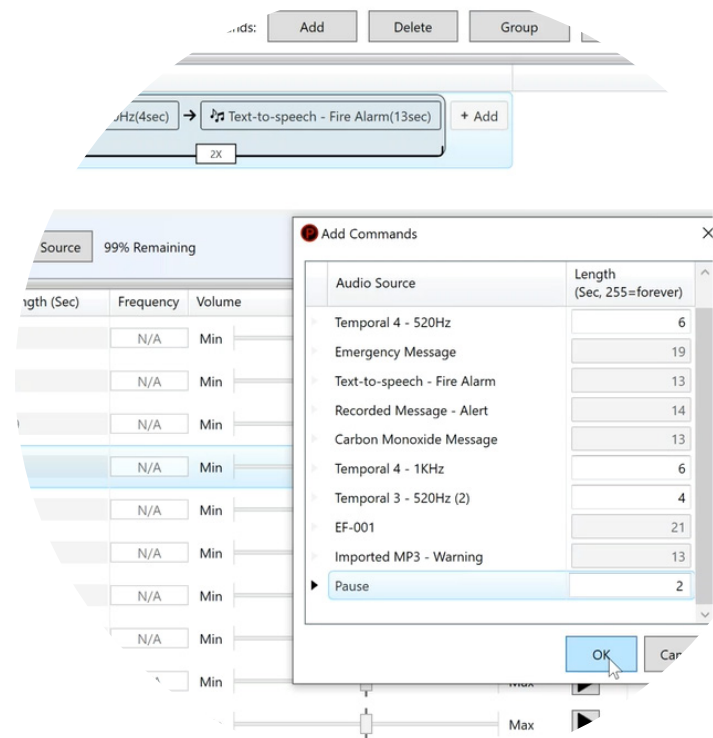 Add Delete Group
Hz(4sec) → Text-to-speech - Fire Alarm(13sec) + Add
2X
Source 99% Remaining
(Sec) Frequency Volume
N/A Min
N/A Min
N/A Min
N/A Min
N/A Min
N/A Min
N/A Min
N/A Min
Min
Max
Add Commands
Audio Source Length
(Sec, 255=forever)
Temporal 4 - 520Hz 6
Emergency Message 19
Text-to-speech - Fire Alarm 13
Recorded Message - Alert 14
Carbon Monoxide Message 13
Temporal 4 - 1KHz 6
Temporal 3 - 520Hz (2) 4
EF-001 21
Imported MP3 - Warning 13
Pause 2
OK